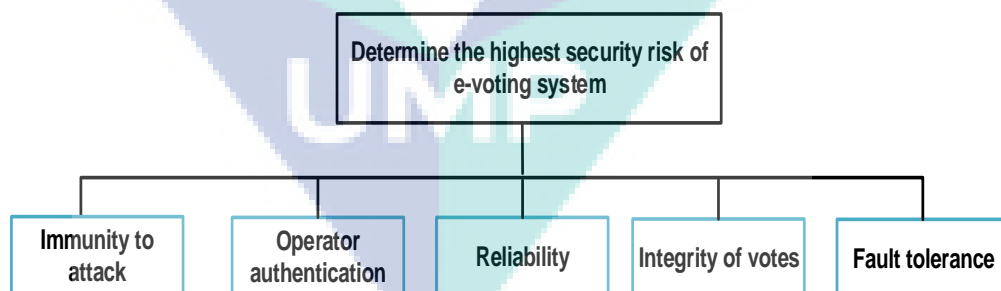 Determine the highest security risk of
e-voting system
UMP
Immunity to
attack
Operator
authentication
Reliability
Integrity of votes
Fault tolerance